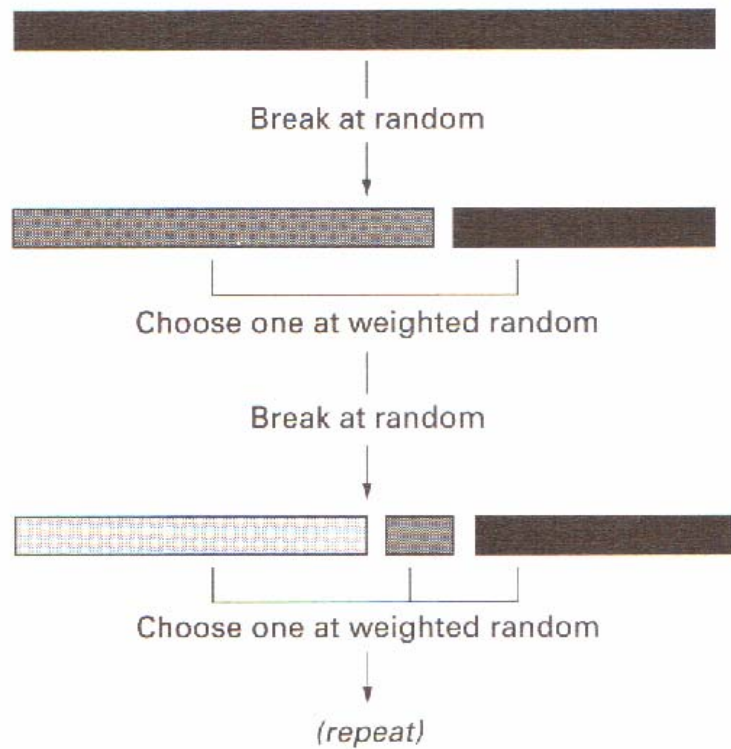 Break at random
Choose one at weighted random
Break at random
Choose one at weighted random
(repeat)